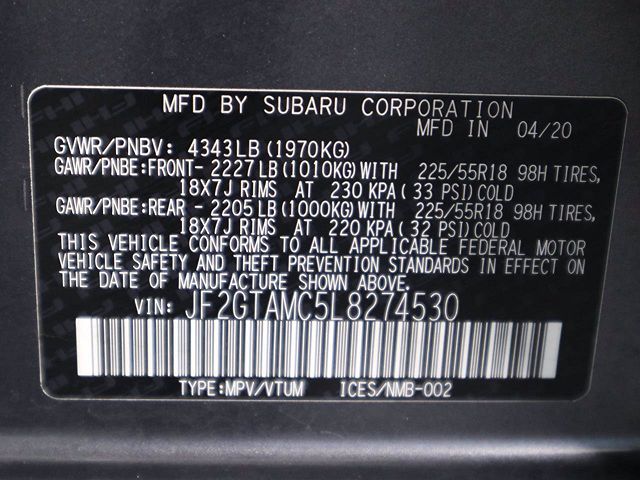 MFD BY SUBARU CORPORATION
MFD IN 04/20
GVWR/PNBV: 4343LB(1970KG)
GAWR/PNBE:FRONT- 2227LB(1010KG)WITH 225/55R18 98H TIRES,
18X7J RIMS AT 230 KPA( 33 PSI)COLD
GAWR/PNBE:REAR - 2205LB(1000KG)WITH 225/55R18 98H TIRES,
18X7J RIMS AT 220 KPA( 32 PSI)COLD
THIS VEHICLE CONFORMS TO ALL APPLICABLE FEDERAL MOTOR
VEHICLE SAFETY AND THEFT PREVENTION STANDARDS IN EFFECT ON
THE DATE OF MANUFACTURE SHOWN ABOVE.
VIN: JF2GTAMC5L8274530
TYPE:MPV/VTUM ICES/NMB-002